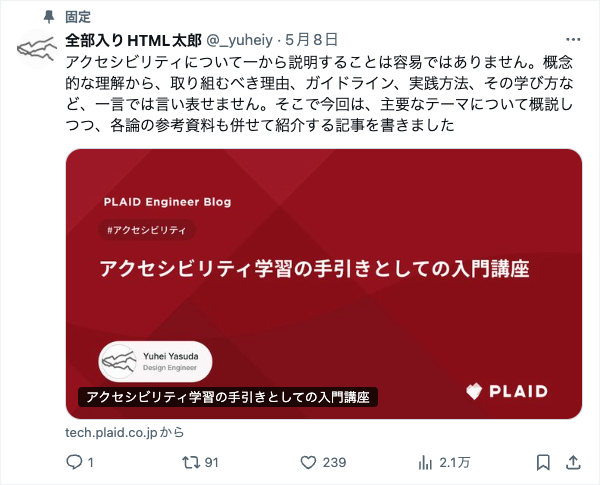 固定
全部入りHTML太郎 @_yuheiy · 5月8日
アクセシビリティについて一から説明することは容易ではありません。概念
的な理解から、取り組むべき理由、ガイドライン、実践方法、その学び方な
ど、一言では言い表せません。そこで今回は、主要なテーマについて概説し
つつ、各論の参考資料も併せて紹介する記事を書きました
PLAID Engineer Blog
#アクセシビリティ
アクセシビリティ学習の手引きとしての入門講座
Yuhei Yasuda
Design Engineer
アクセシビリティ学習の手引きとしての入門講座
PLAID
tech.plaid.co.jpから
1 91 239 2.1万